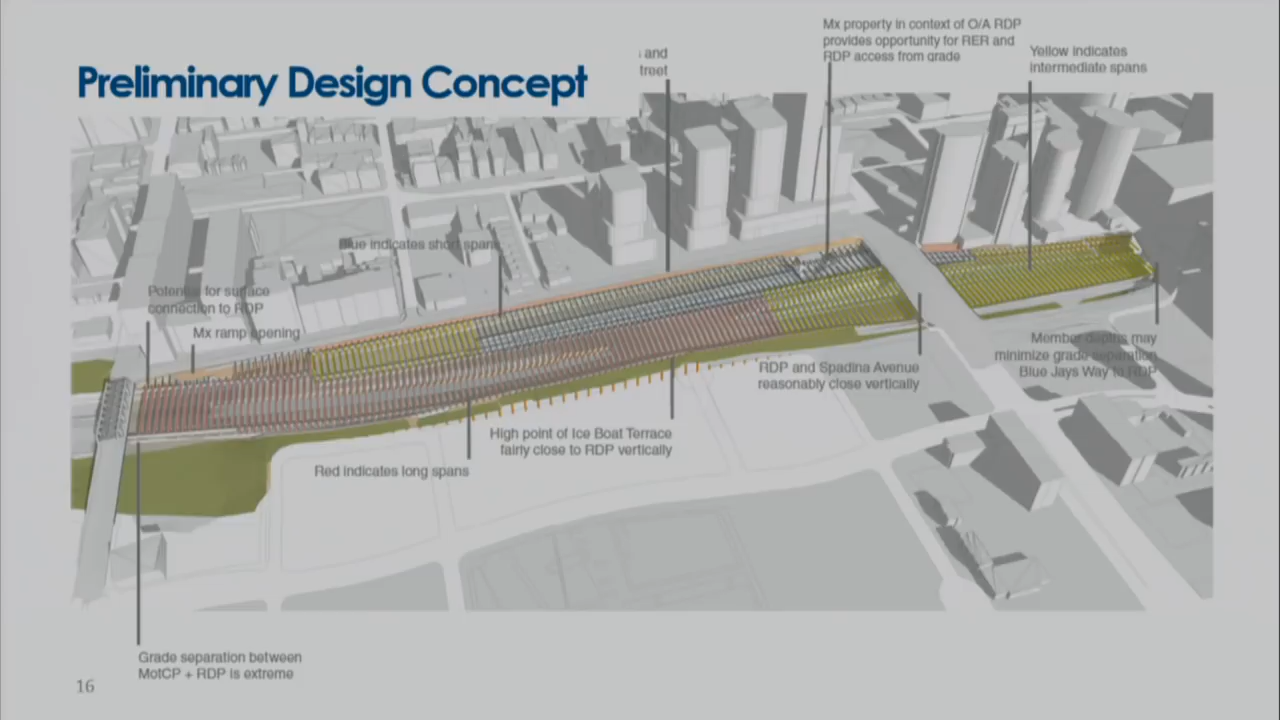 Preliminary Design Concept
and
treet
Mx property in context of O/A RDP
provides opportunity for RER and
RDP access from grade
Yellow indicates
intermediate spans
Blue indicates short spans
Potential for surface
connection to RDP
Mx ramp opening
Member depths may
minimize grade separation
Blue Jays Way to RDP
RDP and Spadina Avenue
reasonably close vertically
High point of Ice Boat Terrace
fairly close to RDP vertically
Red indicates long spans
Grade separation between
MotCP + RDP is extreme
16